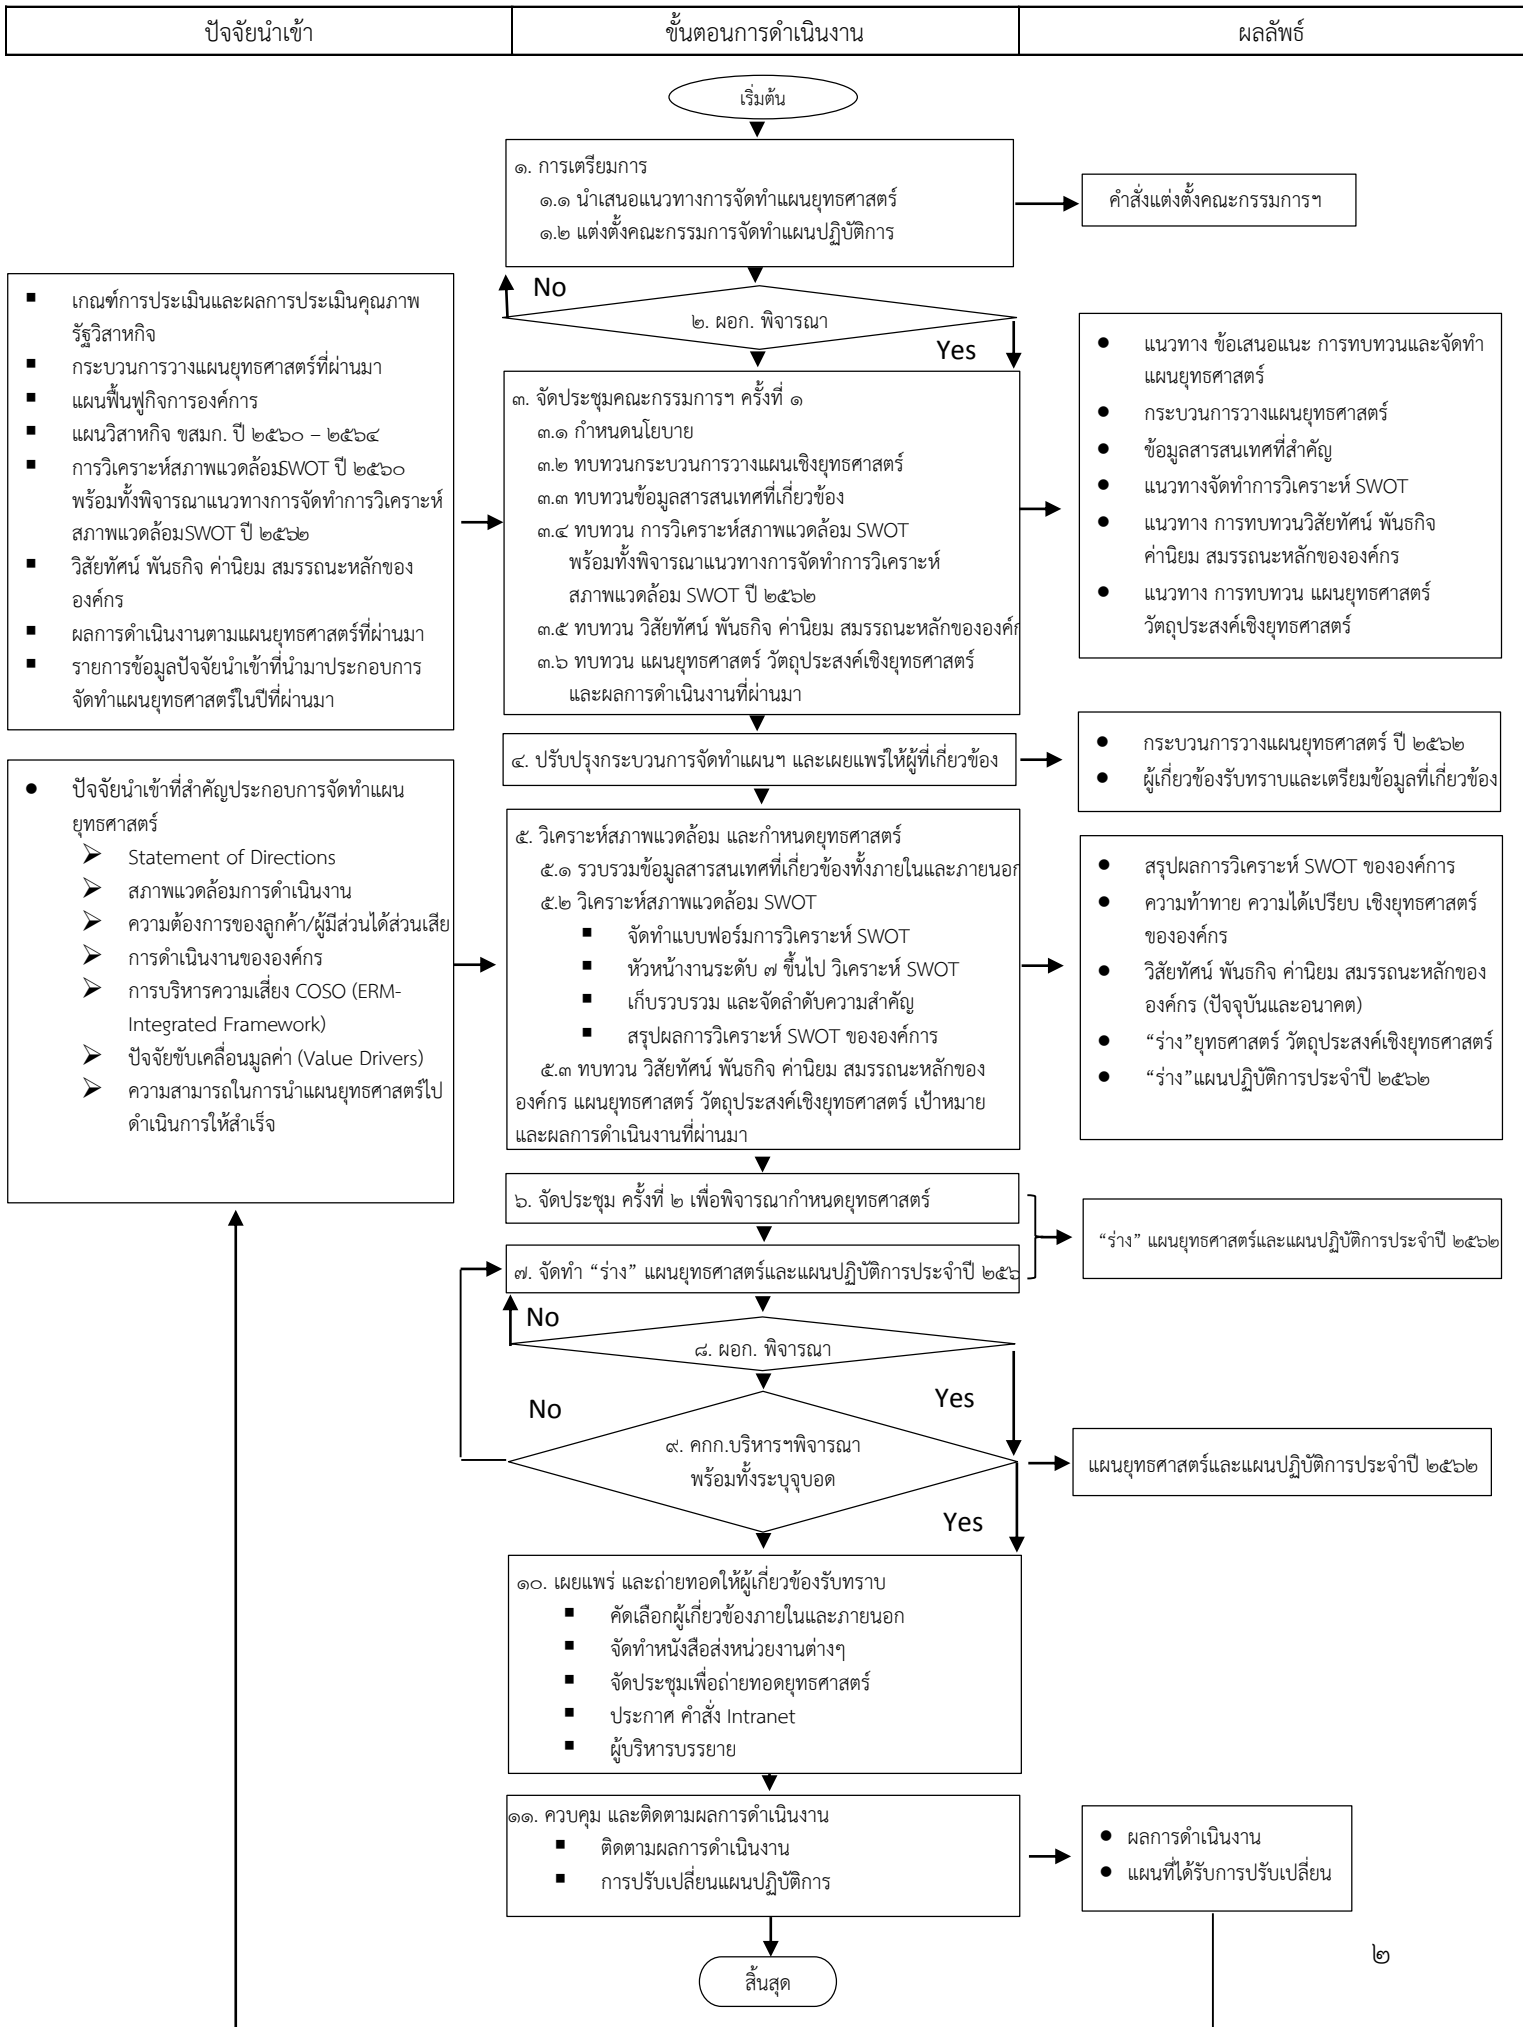 ปัจจัยนำเข้า
ขั้นตอนการดำเนินงาน
ผลลัพธ์
เริ่มต้น
๑. การเตรียมการ
๑.๑ นำเสนอแนวทางการจัดทำแผนยุทธศาสตร์
๑.๒ แต่งตั้งคณะกรรมการจัดทำแผนปฏิบัติการ
คำสั่งแต่งตั้งคณะกรรมการฯ
No
๒. ผอก. พิจารณา
Yes
เกณฑ์การประเมินและผลการประเมินคุณภาพ
รัฐวิสาหกิจ
กระบวนการวางแผนยุทธศาสตร์ที่ผ่านมา
แผนฟื้นฟูกิจการองค์การ
แผนวิสาหกิจ ขสมก. ปี ๒๕๖๐ – ๒๕๖๔
การวิเคราะห์สภาพแวดล้อมSWOT ปี ๒๕๖๐
พร้อมทั้งพิจารณาแนวทางการจัดทำการวิเคราะห์
สภาพแวดล้อมSWOT ปี ๒๕๖๒
วิสัยทัศน์ พันธกิจ ค่านิยม สมรรถนะหลักของ
องค์กร
ผลการดำเนินงานตามแผนยุทธศาสตร์ที่ผ่านมา
รายการข้อมูลปัจจัยนำเข้าที่นำมาประกอบการ
จัดทำแผนยุทธศาสตร์ในปีที่ผ่านมา
๓. จัดประชุมคณะกรรมการฯ ครั้งที่ ๑
๓.๑ กำหนดนโยบาย
๓.๒ ทบทวนกระบวนการวางแผนเชิงยุทธศาสตร์
๓.๓ ทบทวนข้อมูลสารสนเทศที่เกี่ยวข้อง
๓.๔ ทบทวน การวิเคราะห์สภาพแวดล้อม SWOT
พร้อมทั้งพิจารณาแนวทางการจัดทำการวิเคราะห์
สภาพแวดล้อม SWOT ปี ๒๕๖๒
๓.๕ ทบทวน วิสัยทัศน์ พันธกิจ ค่านิยม สมรรถนะหลักขององค์ก
๓.๖ ทบทวน แผนยุทธศาสตร์ วัตถุประสงค์เชิงยุทธศาสตร์
และผลการดำเนินงานที่ผ่านมา
แนวทาง ข้อเสนอแนะ การทบทวนและจัดทำ
แผนยุทธศาสตร์
กระบวนการวางแผนยุทธศาสตร์
ข้อมูลสารสนเทศที่สำคัญ
แนวทางจัดทำการวิเคราะห์ SWOT
แนวทาง การทบทวนวิสัยทัศน์ พันธกิจ
ค่านิยม สมรรถนะหลักขององค์กร
แนวทาง การทบทวน แผนยุทธศาสตร์
วัตถุประสงค์เชิงยุทธศาสตร์
๔. ปรับปรุงกระบวนการจัดทำแผนฯ และเผยแพร่ให้ผู้ที่เกี่ยวข้อง
กระบวนการวางแผนยุทธศาสตร์ ปี ๒๕๖๒
ผู้เกี่ยวข้องรับทราบและเตรียมข้อมูลที่เกี่ยวข้อง
ปัจจัยนำเข้าที่สำคัญประกอบการจัดทำแผน
ยุทธศาสตร์
Statement of Directions
สภาพแวดล้อมการดำเนินงาน
ความต้องการของลูกค้า/ผู้มีส่วนได้ส่วนเสีย
การดำเนินงานขององค์กร
การบริหารความเสี่ยง COSO (ERM-
Integrated Framework)
ปัจจัยขับเคลื่อนมูลค่า (Value Drivers)
ความสามารถในการนำแผนยุทธศาสตร์ไป
ดำเนินการให้สำเร็จ
๕. วิเคราะห์สภาพแวดล้อม และกำหนดยุทธศาสตร์
๕.๑ รวบรวมข้อมูลสารสนเทศที่เกี่ยวข้องทั้งภายในและภายนอก
๕.๒ วิเคราะห์สภาพแวดล้อม SWOT
จัดทำแบบฟอร์มการวิเคราะห์ SWOT
หัวหน้างานระดับ ๗ ขึ้นไป วิเคราะห์ SWOT
เก็บรวบรวม และจัดลำดับความสำคัญ
สรุปผลการวิเคราะห์ SWOT ขององค์การ
๕.๓ ทบทวน วิสัยทัศน์ พันธกิจ ค่านิยม สมรรถนะหลักของ
องค์กร แผนยุทธศาสตร์ วัตถุประสงค์เชิงยุทธศาสตร์ เป้าหมาย
และผลการดำเนินงานที่ผ่านมา
สรุปผลการวิเคราะห์ SWOT ขององค์การ
ความท้าทาย ความได้เปรียบ เชิงยุทธศาสตร์
ขององค์กร
วิสัยทัศน์ พันธกิจ ค่านิยม สมรรถนะหลักของ
องค์กร (ปัจจุบันและอนาคต)
“ร่าง”ยุทธศาสตร์ วัตถุประสงค์เชิงยุทธศาสตร์
“ร่าง”แผนปฏิบัติการประจำปี ๒๕๖๒
๖. จัดประชุม ครั้งที่ ๒ เพื่อพิจารณากำหนดยุทธศาสตร์
“ร่าง” แผนยุทธศาสตร์และแผนปฏิบัติการประจำปี ๒๕๖๒
๗. จัดทำ “ร่าง” แผนยุทธศาสตร์และแผนปฏิบัติการประจำปี ๒๕๖
No
๘. ผอก. พิจารณา
Yes
No
๙. คกก.บริหารฯพิจารณา
พร้อมทั้งระบุจุบอด
แผนยุทธศาสตร์และแผนปฏิบัติการประจำปี ๒๕๖๒
Yes
๑๐. เผยแพร่ และถ่ายทอดให้ผู้เกี่ยวข้องรับทราบ
คัดเลือกผู้เกี่ยวข้องภายในและภายนอก
จัดทำหนังสือส่งหน่วยงานต่างๆ
จัดประชุมเพื่อถ่ายทอดยุทธศาสตร์
ประกาศ คำสั่ง Intranet
ผู้บริหารบรรยาย
๑๑. ควบคุม และติดตามผลการดำเนินงาน
ติดตามผลการดำเนินงาน
การปรับเปลี่ยนแผนปฏิบัติการ
ผลการดำเนินงาน
แผนที่ได้รับการปรับเปลี่ยน
สิ้นสุด
๒